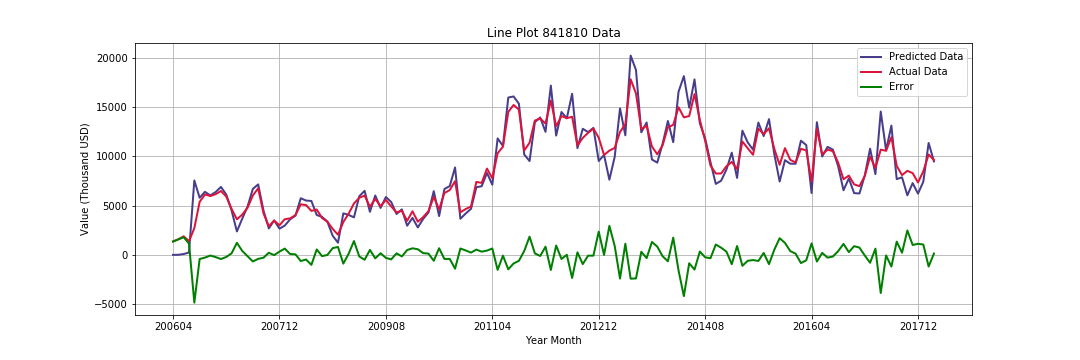 Line Plot 841810 Data
Value (Thousand USD)
20000
15000
10000
5000
0
−5000
Predicted Data
Actual Data
Error
200604
200712
200908
201104
201212
201408
201604
201712
Year Month